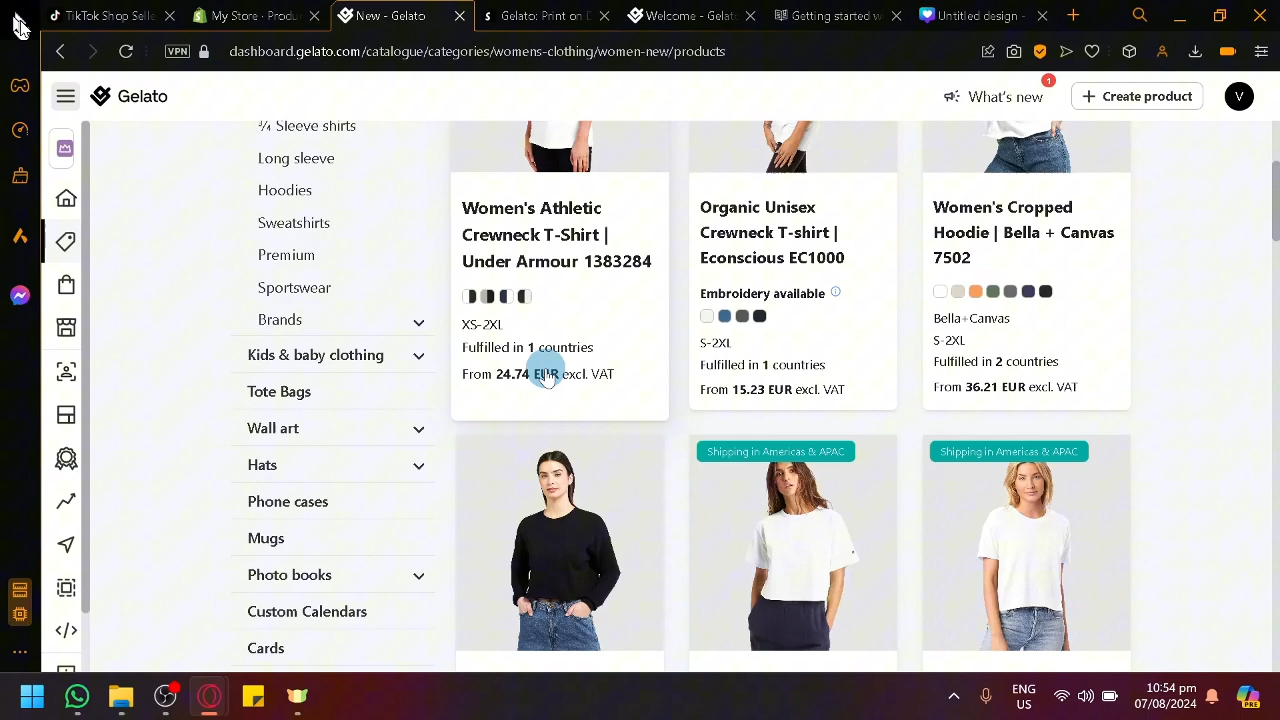 TikTok Shop Sell
My Store · Produ
New - Gelato
Gelato: Print on D
Welcome - Gelat
Getting started w
Untitled design -
VPN
dashboard.gelato.com/catalogue/categories/womens-clothing/women-new/products
Gelato
What's new
1
Create product
V
¾ Sleeve shirts
Long sleeve
Hoodies
Sweatshirts
Premium
Sportswear
Brands
Kids & baby clothing
Tote Bags
Wall art
Hats
Phone cases
Mugs
Photo books
Custom Calendars
Cards
Women's Athletic
Crewneck T-Shirt |
Under Armour 1383284
XS-2XL
Fulfilled in 1 countries
From 24.74 EUR excl. VAT
Organic Unisex
Crewneck T-shirt |
Econscious EC1000
Embroidery available
S-2XL
Fulfilled in 1 countries
From 15.23 EUR excl. VAT
Women's Cropped
Hoodie | Bella + Canvas
7502
Bella+Canvas
S-2XL
Fulfilled in 2 countries
From 36.21 EUR excl. VAT
Shipping in Americas & APAC
Shipping in Americas & APAC
ENG
US
10:54 pm
07/08/2024
PRE